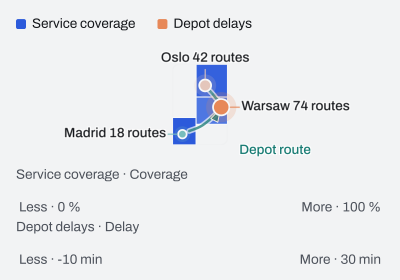 Service coverage
Depot delays
Oslo 42 routes
Warsaw 74 routes
Madrid 18 routes
Depot route
Service coverage · Coverage
Less · 0 %
More · 100 %
Depot delays · Delay
Less · -10 min
More · 30 min